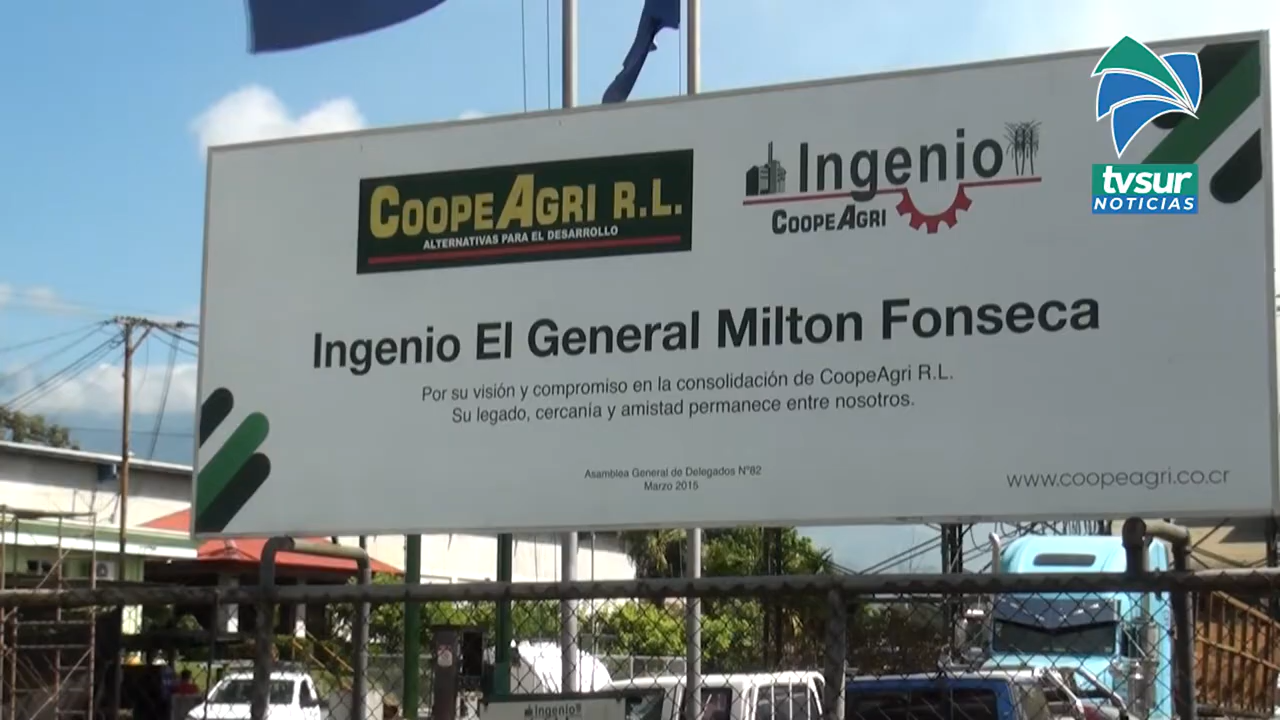 COOPEAGRI R.L.
ALTERNATIVAS PARA EL DESARROLLO
Ingenio
COOPEAGRI
tvsur
NOTICIAS
Ingenio El General Milton Fonseca
Por su visión y compromiso en la consolidación de CoopeAgri R.L.
Su legado, cercanía y amistad permanece entre nosotros.
Asamblea General de Delegados N°82
Marzo 2015
www.coopeagri.co.cr
Ingenio